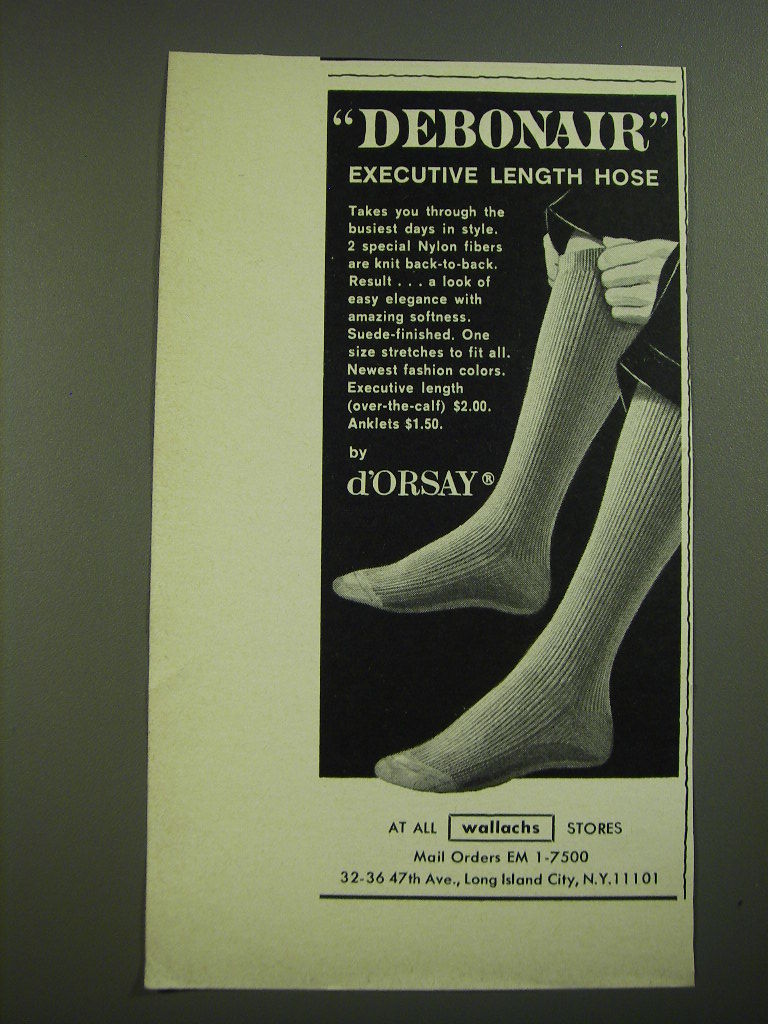 “DEBONAIR”
EXECUTIVE LENGTH HOSE
Takes you through the
busiest days in style.
2 special Nylon fibers
are knit back-to-back.
Result . . . a look of
easy elegance with
amazing softness.
Suede-finished. One
size stretches to fit all.
Newest fashion colors.
Executive length
(over-the-calf) $2.00.
Anklets $1.50.
by
d'ORSAY®
AT ALL wallachs STORES
Mail Orders EM 1-7500
32-36 47th Ave., Long Island City, N.Y. 11101